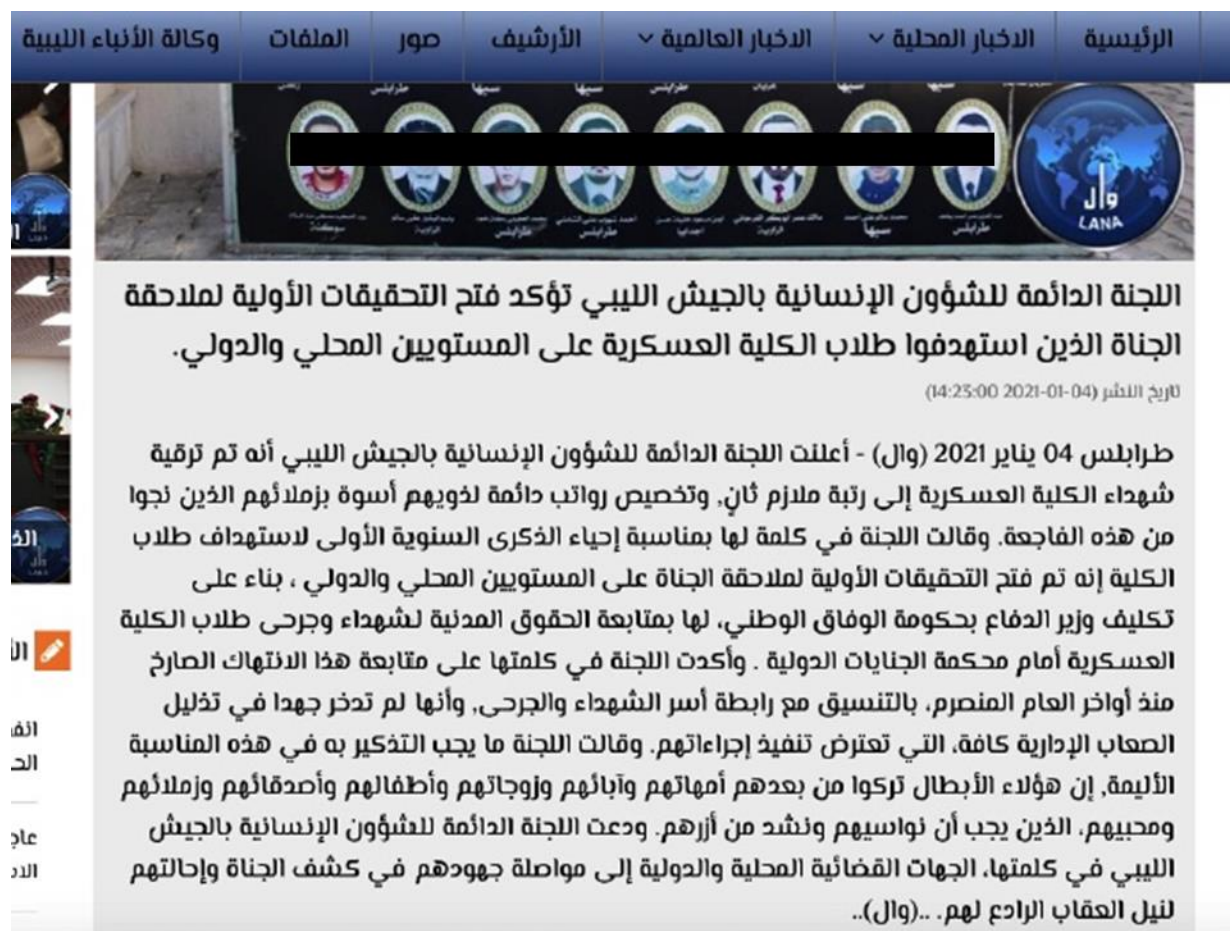 الرئيسية
الاخبار المحلية
الاخبار العالمية
الأرشيف
صور
الملفات
وكالة الأنباء الليبية
طرابلس
سبها
سبها
طرابلس
طرابلس
سبها
الزاوية
اجدابيا
طرابلس
طرابلس
الزاوية
سوكنة
وال
LANA
اللجنة الدائمة للشؤون الإنسانية بالجيش الليبي تؤكد فتح التحقيقات الأولية لملاحقة
الجناة الذين استهدفوا طلاب الكلية العسكرية على المستويين المحلي والدولي.
تاريخ النشر (04-01-2021 14:23:00)
طرابلس 04 يناير 2021 (وال) - أعلنت اللجنة الدائمة للشؤون الإنسانية بالجيش الليبي أنه تم ترقية
شهداء الكلية العسكرية إلى رتبة ملازم ثانٍ, وتخصيص رواتب دائمة لذويهم أسوة بزملائهم الذين نجوا
من هذه الفاجعة. وقالت اللجنة في كلمة لها بمناسبة إحياء الذكرى السنوية الأولى لاستهداف طلاب
الكلية إنه تم فتح التحقيقات الأولية لملاحقة الجناة على المستويين المحلي والدولي ، بناء على
تكليف وزير الدفاع بحكومة الوفاق الوطني، لها بمتابعة الحقوق المدنية لشهداء وجرحى طلاب الكلية
العسكرية أمام محكمة الجنايات الدولية . وأكدت اللجنة في كلمتها على متابعة هذا الانتهاك الصارخ
منذ أواخر العام المنصرم، بالتنسيق مع رابطة أسر الشهداء والجرحى, وأنها لم تدخر جهدا في تذليل
الصعاب الإدارية كافة، التي تعترض تنفيذ إجراءاتهم. وقالت اللجنة ما يجب التذكير به في هذه المناسبة
الأليمة, إن هؤلاء الأبطال تركوا من بعدهم أمهاتهم وآبائهم وزوجاتهم وأطفالهم وأصدقائهم وزملائهم
ومحبيهم، الذين يجب أن نواسيهم ونشد من أزرهم. ودعت اللجنة الدائمة للشؤون الإنسانية بالجيش
الليبي في كلمتها، الجهات القضائية المحلية والدولية إلى مواصلة جهودهم في كشف الجناة وإحالتهم
لنيل العقاب الرادع لهم. ..(وال)..
LANA